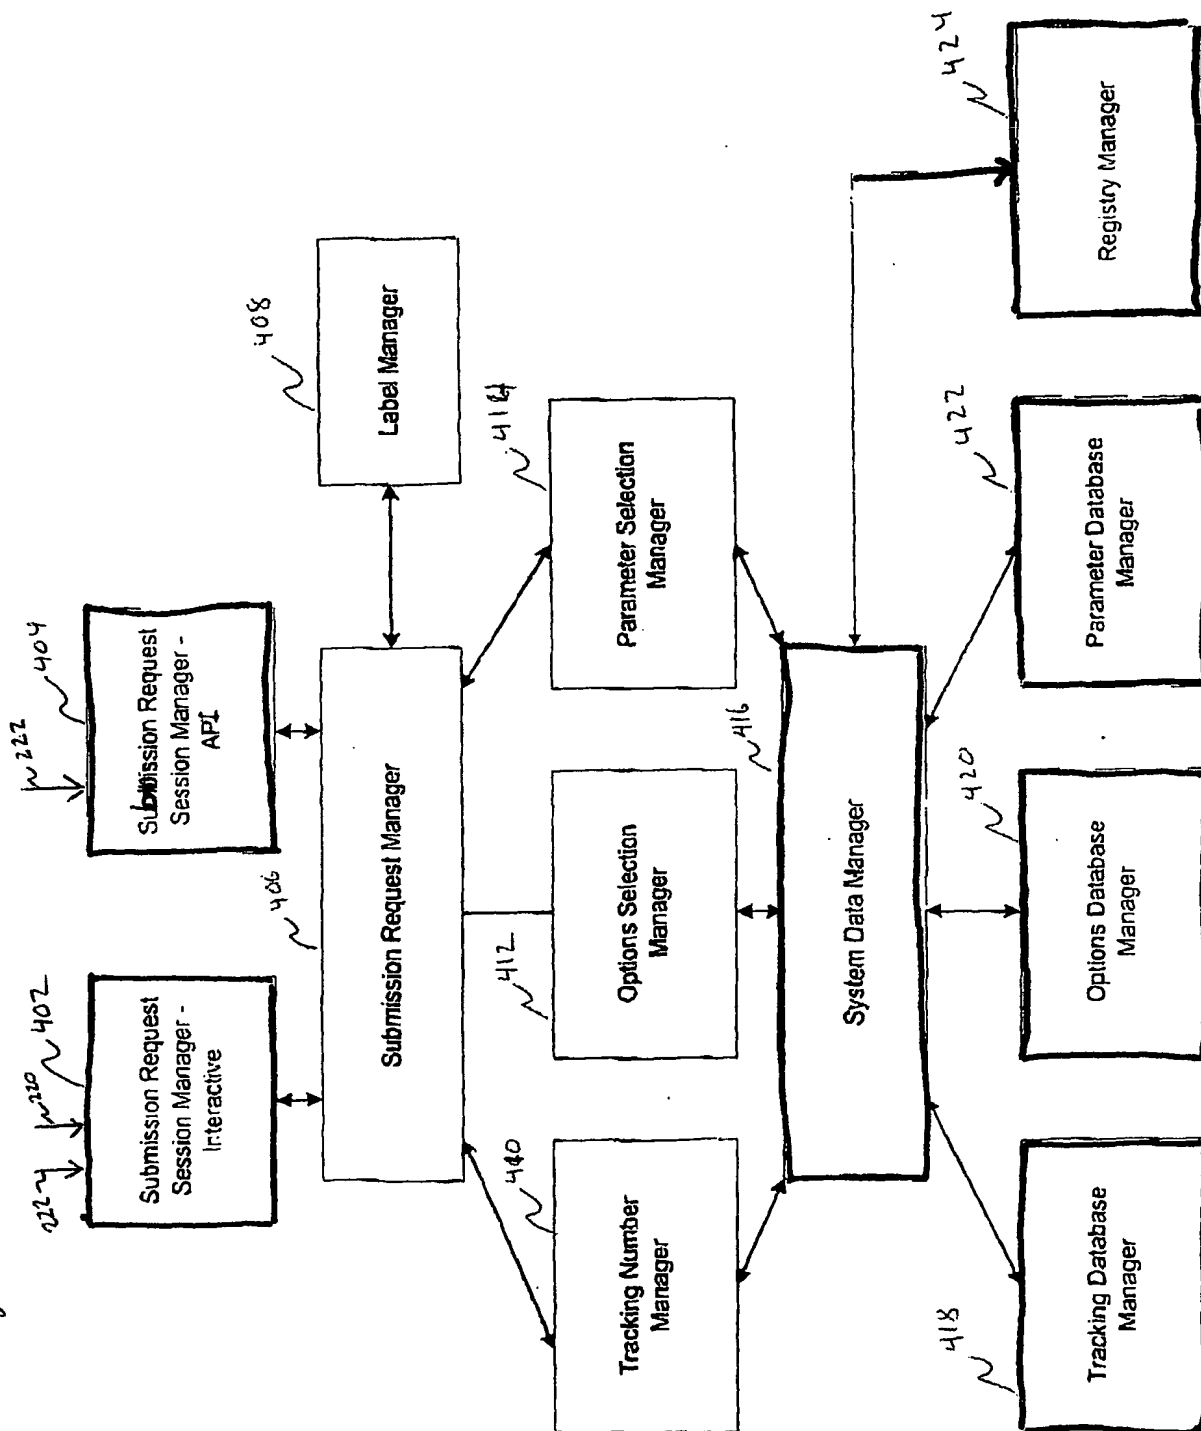 222
220
402
Submission Request
Session Manager -
Interactive
222
404
Submission Request
Session Manager -
API
406
Submission Request Manager
408
Label Manager
410
Tracking Number
Manager
412
Options Selection
Manager
414
Parameter Selection
Manager
416
System Data Manager
418
Tracking Database
Manager
420
Options Database
Manager
422
Parameter Database
Manager
424
Registry Manager